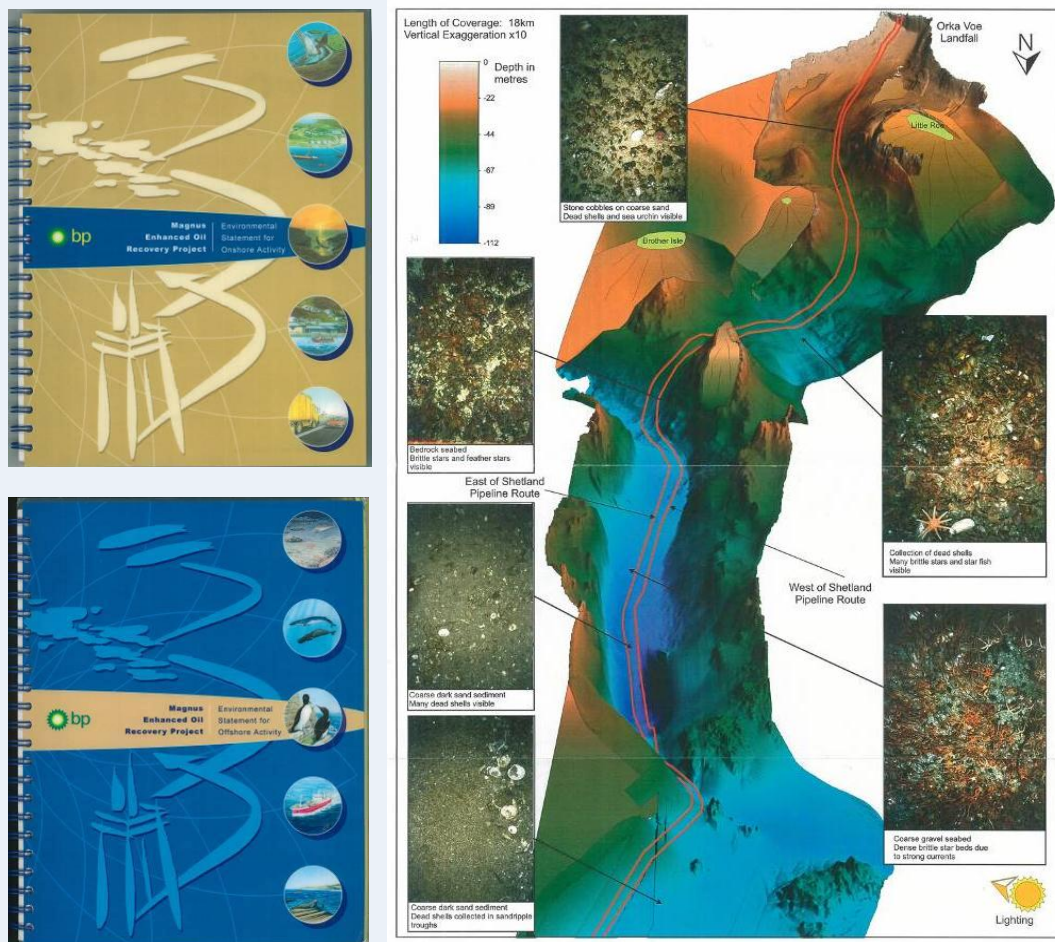 bp
Magnus
Enhanced Oil
Recovery Project
Environmental
Statement for
Onshore Activity
bp
Magnus
Enhanced Oil
Recovery Project
Environmental
Statement for
Offshore Activity
Length of Coverage: 18km
Vertical Exaggeration x10
Depth in
metres
0
-22
-44
-67
-89
-112
Stone cobbles on coarse sand
Dead shells and sea urchin visible
Orka Voe
Landfall
N
Little Roe
Brother Isle
Bedrock seabed
Brittle stars and feather stars
visible
East of Shetland
Pipeline Route
Collection of dead shells
Many brittle stars and star fish
visible
West of Shetland
Pipeline Route
Coarse dark sand sediment
Many dead shells visible
Coarse gravel seabed
Dense brittle star beds due
to strong currents
Coarse dark sand sediment
Dead shells collected in sandripple
troughs
Lighting